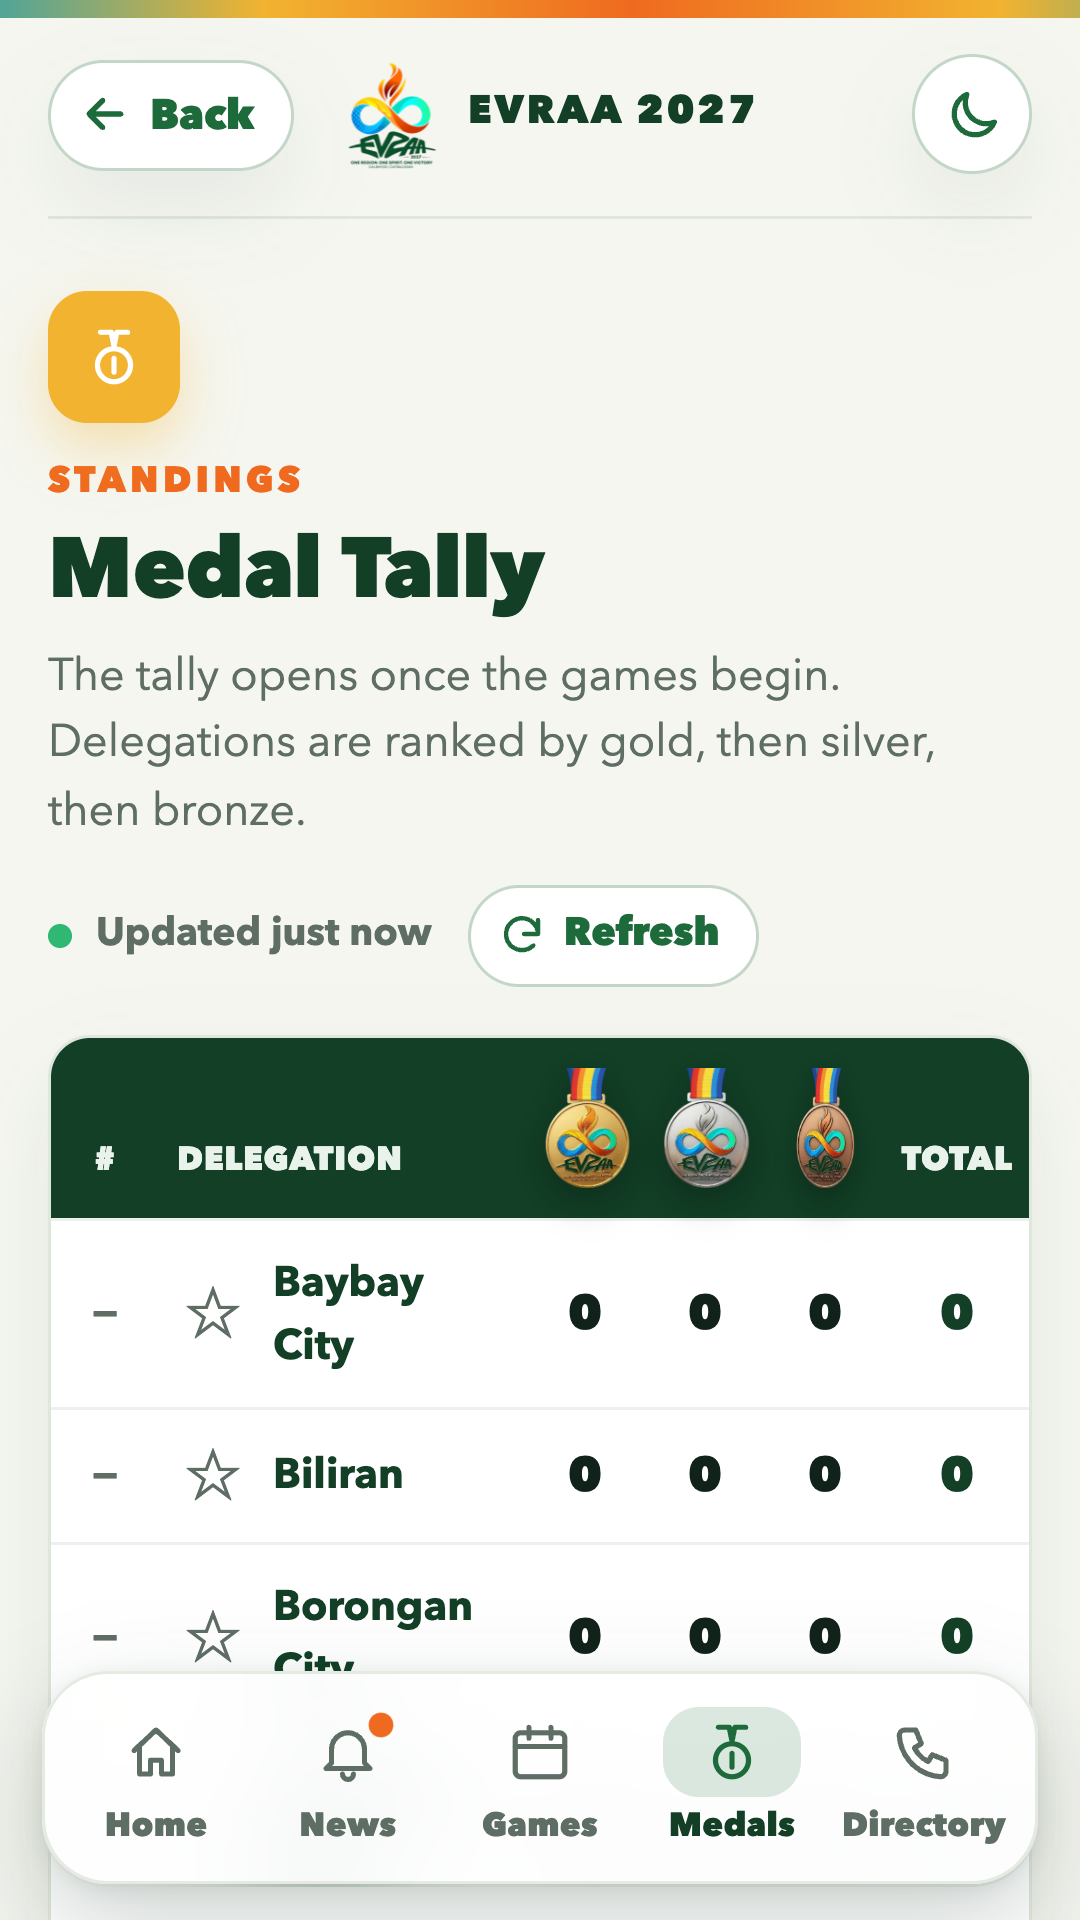 Back
EVRAA 2027
STANDINGS
Medal Tally
The tally opens once the games begin.
Delegations are ranked by gold, then silver,
then bronze.
Updated just now
Refresh
# DELEGATION TOTAL
– Baybay City 0 0 0 0
– Biliran 0 0 0 0
– Borongan City 0 0 0 0
Home News Games Medals Directory